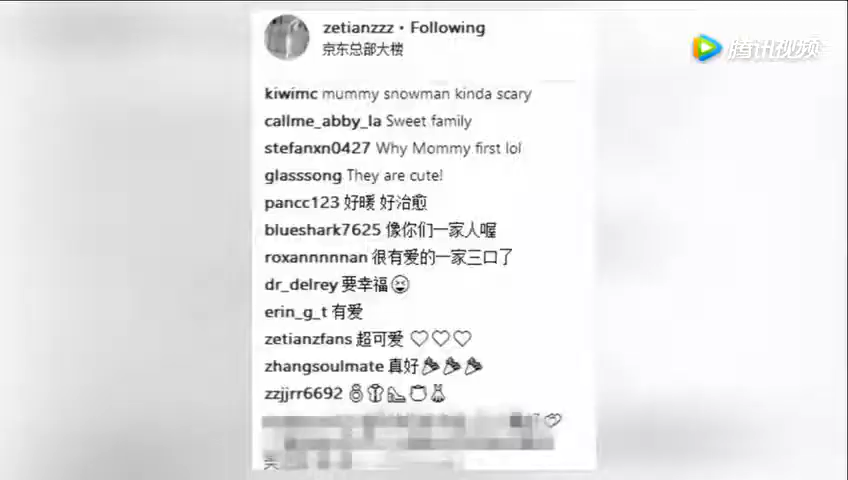 zetianzzz • Following
京东总部大楼
腾讯视频
kiwimc mummy snowman kinda scary
callme_abby_la Sweet family
stefanxn0427 Why Mommy first lol
glasssong They are cute!
pancc123 好暖 好治愈
blueshark7625 像你们一家人喔
roxannnnnan 很有爱的一家三口了
dr_delrey 要幸福😆
erin_g_t 有爱
zetianzfans 超可爱 ♡♡♡
zhangsoulmate 真好🎉🎉🎉
zzjjrr6692